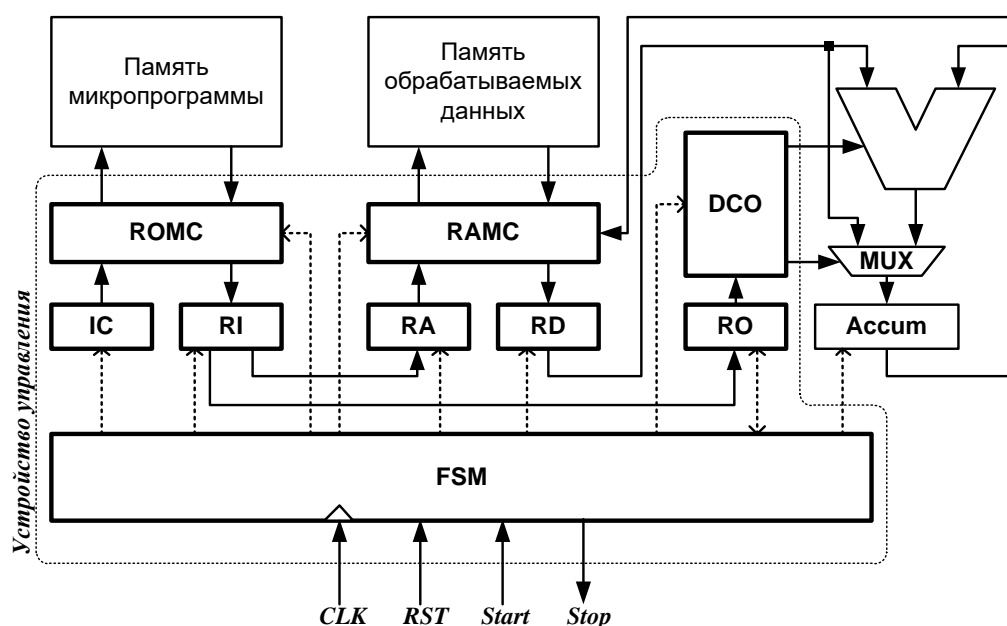 Память
микропрограммы
Память
обрабатываемых
данных
DCO
ROMC
RAMC
MUX
IC
RI
RA
RD
RO
Accum
Устройство управления
FSM
CLK
RST
Start
Stop